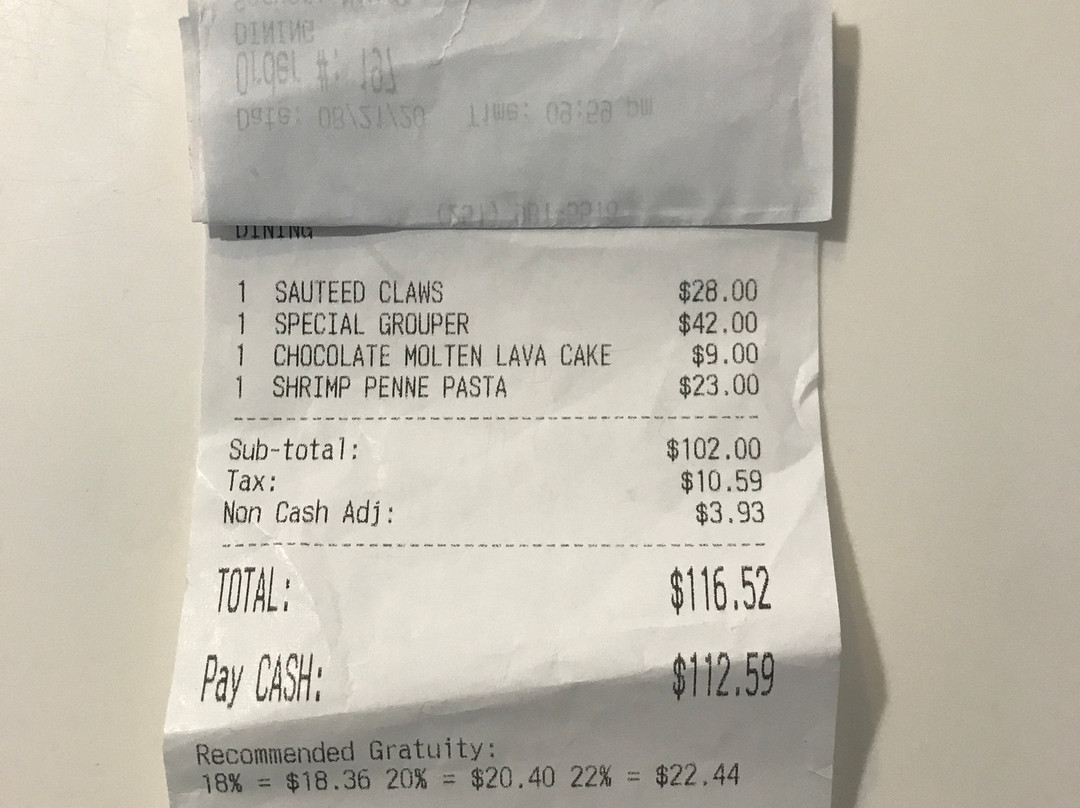 DINING
Order #: 197
Date: 08/21/20 Time: 09:59 pm
DINING
1 SAUTEED CLAWS $28.00
1 SPECIAL GROUPER $42.00
1 CHOCOLATE MOLTEN LAVA CAKE $9.00
1 SHRIMP PENNE PASTA $23.00
Sub-total: $102.00
Tax: $10.59
Non Cash Adj: $3.93
TOTAL: $116.52
Pay CASH: $112.59
Recommended Gratuity:
18% = $18.36 20% = $20.40 22% = $22.44